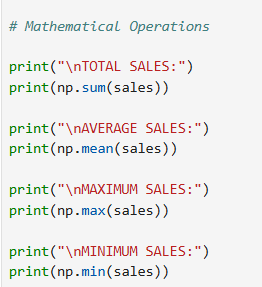 # Mathematical Operations
print("\nTOTAL SALES:")
print(np.sum(sales))
print("\nAVERAGE SALES:")
print(np.mean(sales))
print("\nMAXIMUM SALES:")
print(np.max(sales))
print("\nMINIMUM SALES:")
print(np.min(sales))